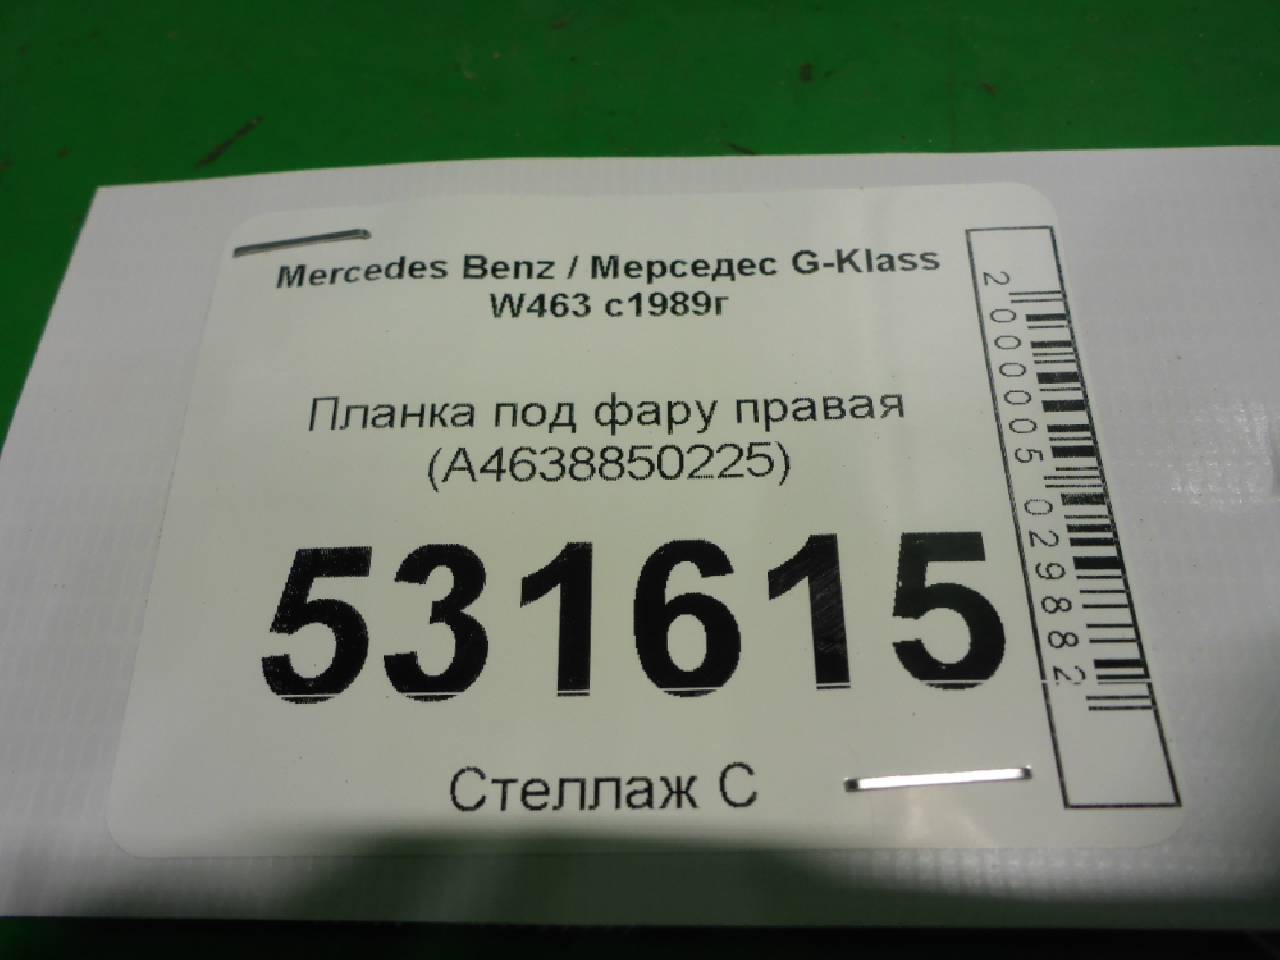 Mercedes Benz / Мерседес G-Klass
W463 с1989г
Планка под фару правая
(A4638850225)
531615
Стеллаж С
2000005029882